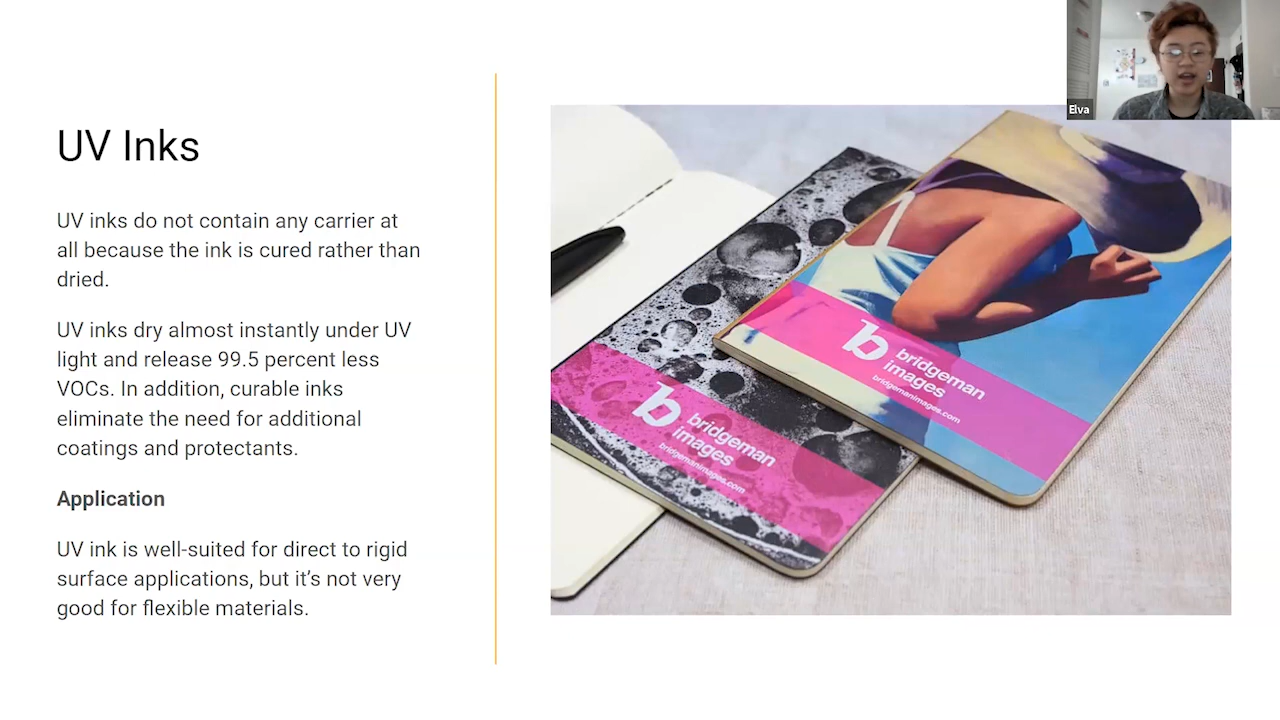 UV Inks
UV inks do not contain any carrier at
all because the ink is cured rather than
dried.
UV inks dry almost instantly under UV
light and release 99.5 percent less
VOCs. In addition, curable inks
eliminate the need for additional
coatings and protectants.
Application
UV ink is well-suited for direct to rigid
surface applications, but it’s not very
good for flexible materials.
Elva
b bridgeman
images
bridgemanimages.com
b bridgeman
images
bridgemanimages.com